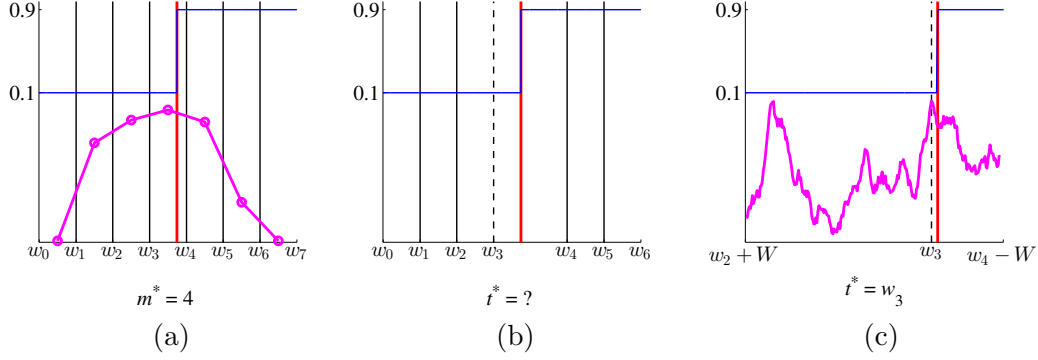 0.9
0.1
w₀ w₁ w₂ w₃ w₄ w₅ w₆ w₇
m* = 4
(a)
0.9
0.1
w₀ w₁ w₂ w₃ w₄ w₅ w₆
t* = ?
(b)
0.9
0.1
w₂ + W w₃ w₄ − W
t* = w₃
(c)